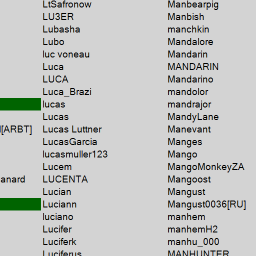 LtSafronow Manbearpig
LU3ER Manbish
Lubasha manchkin
Lubo Mandalore
luc voneau Mandarin
Luca MANDARIN
LUCA Mandarino
Luca_Brazi mandolor
lucas mandrajor
Lucas MandyLane
[ARBT] Lucas Luttner Manevant
LucasGarcia Manges
lucasmuller123 Mango
Lucem MangoMonkeyZA
anard LUCENTA Mangoost
Lucian Mangust
Luciann Mangust0036[RU]
luciano manhem
Lucifer manhemH2
Luciferk manhu_000
Luciferus MANHUNTER